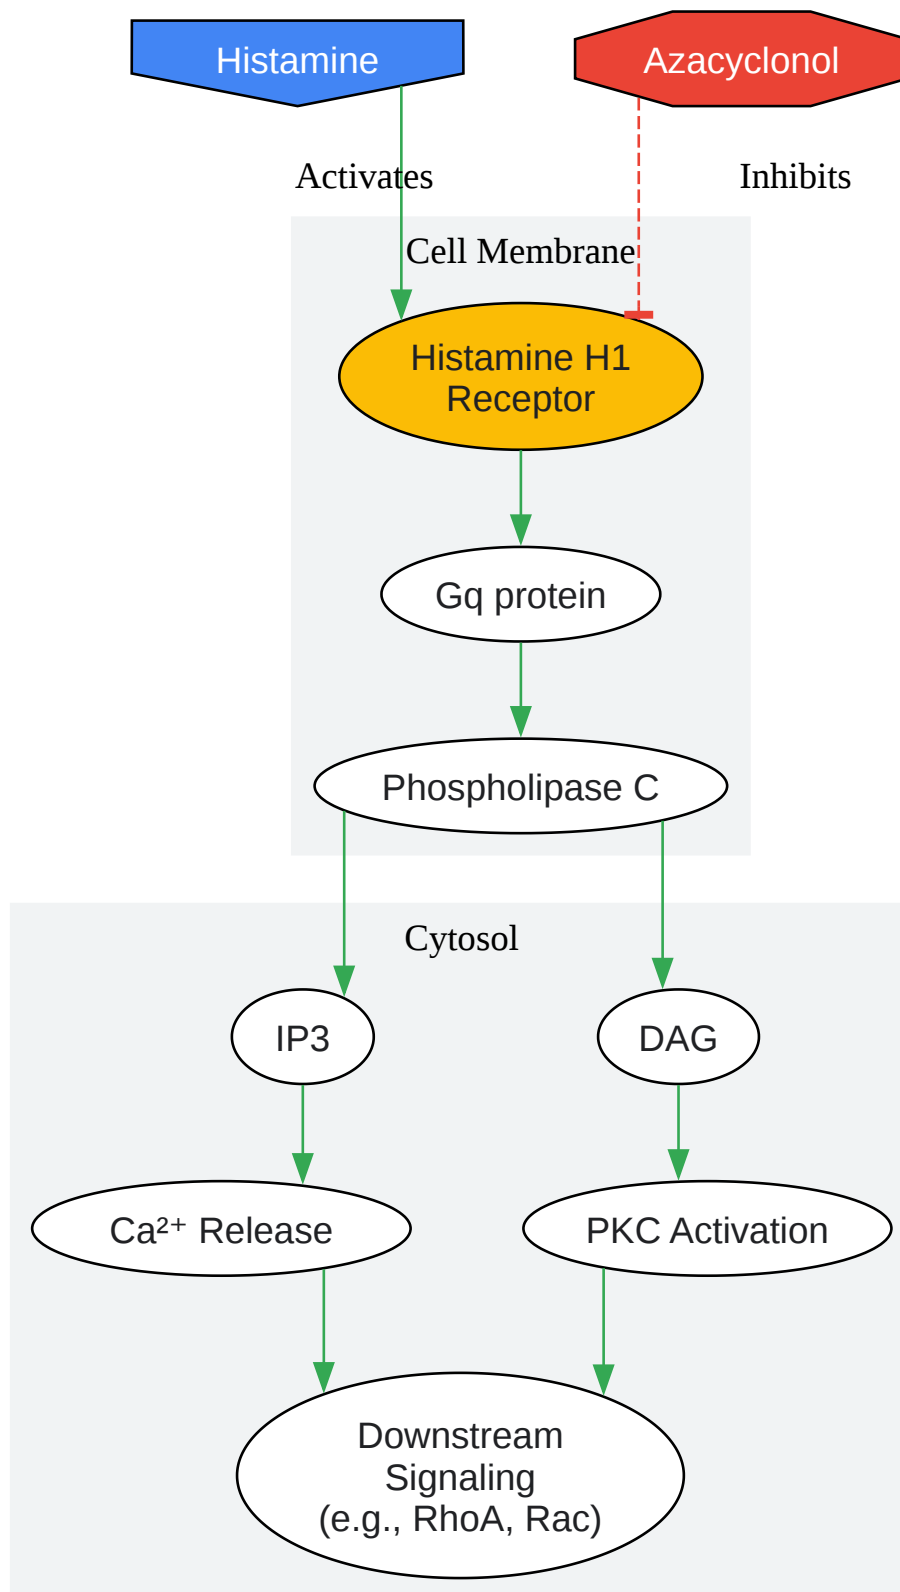 Histamine
Azacyclonol
Activates
Inhibits
Cell Membrane
Histamine H1
Receptor
Gq protein
Phospholipase C
Cytosol
IP3
DAG
Ca²⁺ Release
PKC Activation
Downstream
Signaling
(e.g., RhoA, Rac)